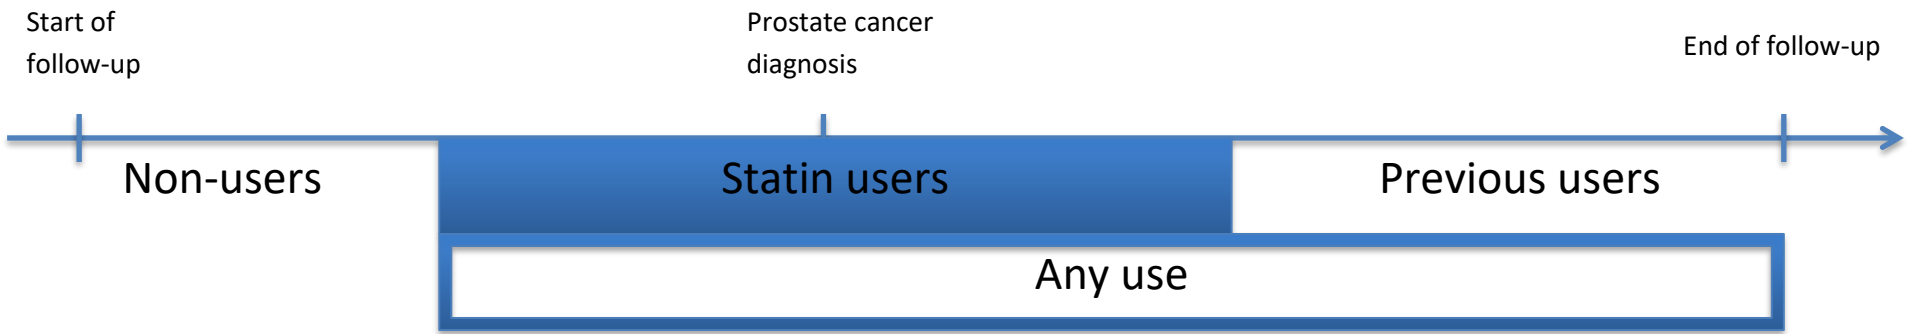 Start of
follow-up
Prostate cancer
diagnosis
End of follow-up
Non-users
Statin users
Previous users
Any use